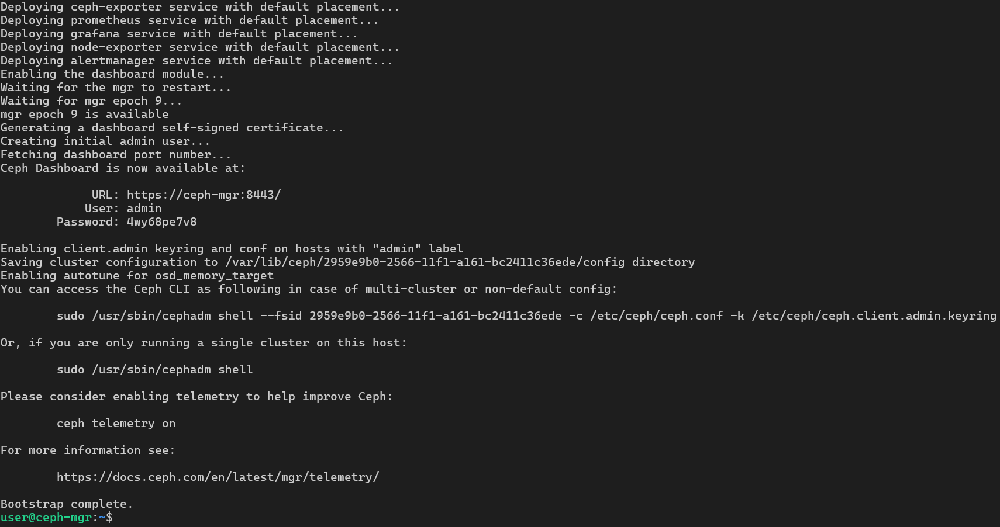 Deploying ceph-exporter service with default placement...
Deploying prometheus service with default placement...
Deploying grafana service with default placement...
Deploying node-exporter service with default placement...
Deploying alertmanager service with default placement...
Enabling the dashboard module...
Waiting for the mgr to restart...
Waiting for mgr epoch 9...
mgr epoch 9 is available
Generating a dashboard self-signed certificate...
Creating initial admin user...
Fetching dashboard port number...
Ceph Dashboard is now available at:
URL: https://ceph-mgr:8443/
User: admin
Password: 4wy68pe7v8
Enabling client.admin keyring and conf on hosts with "admin" label
Saving cluster configuration to /var/lib/ceph/2959e9b0-2566-11f1-a161-bc2411c36ede/config directory
Enabling autotune for osd_memory_target
You can access the Ceph CLI as following in case of multi-cluster or non-default config:
sudo /usr/sbin/cephadm shell --fsid 2959e9b0-2566-11f1-a161-bc2411c36ede -c /etc/ceph/ceph.conf -k /etc/ceph/ceph.client.admin.keyring
Or, if you are only running a single cluster on this host:
sudo /usr/sbin/cephadm shell
Please consider enabling telemetry to help improve Ceph:
ceph telemetry on
For more information see:
https://docs.ceph.com/en/latest/mgr/telemetry/
Bootstrap complete.
user@ceph-mgr:~$